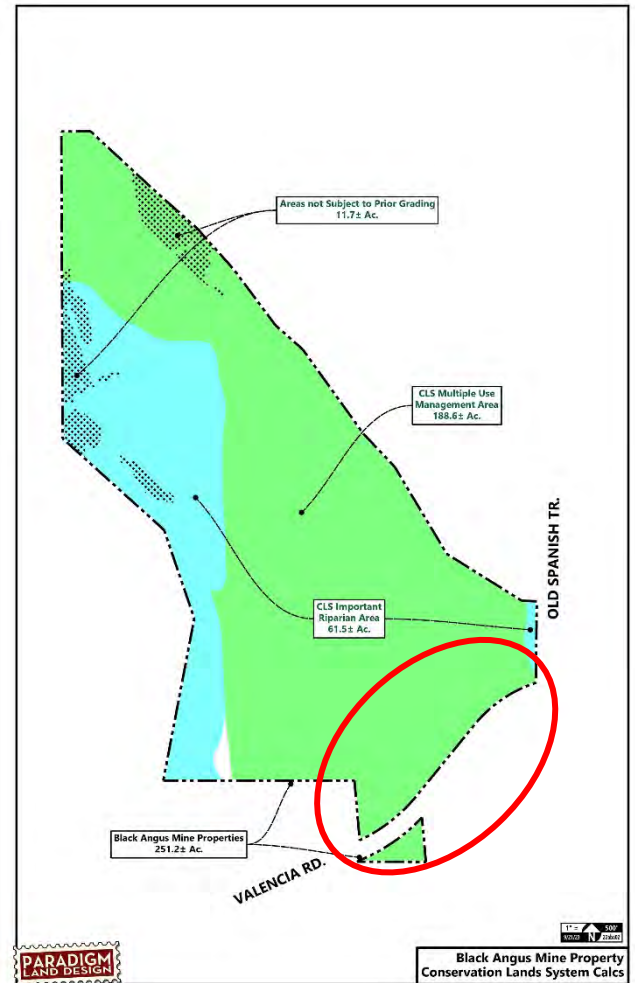 Areas not Subject to Prior Grading
11.7± Ac.
CLS Multiple Use
Management Area
188.6± Ac.
OLD SPANISH TR.
CLS Important
Riparian Area
61.5± Ac.
Black Angus Mine Properties
251.2± Ac.
VALENCIA RD.
1" = 500'
N
PARADIGM
LAND DESIGN
Black Angus Mine Property
Conservation Lands System Calcs